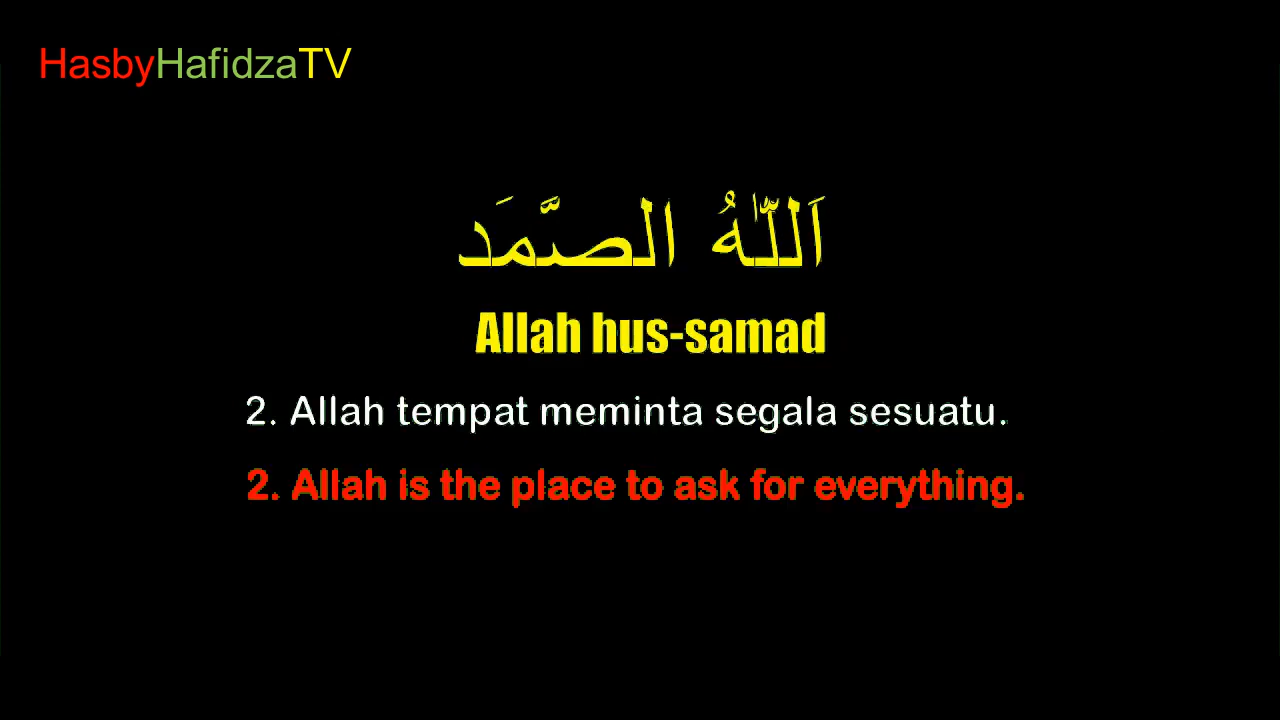 HasbyHafidzaTV
اَللّٰهُ الصَّمَد
Allah hus-samad
2. Allah tempat meminta segala sesuatu.
2. Allah is the place to ask for everything.